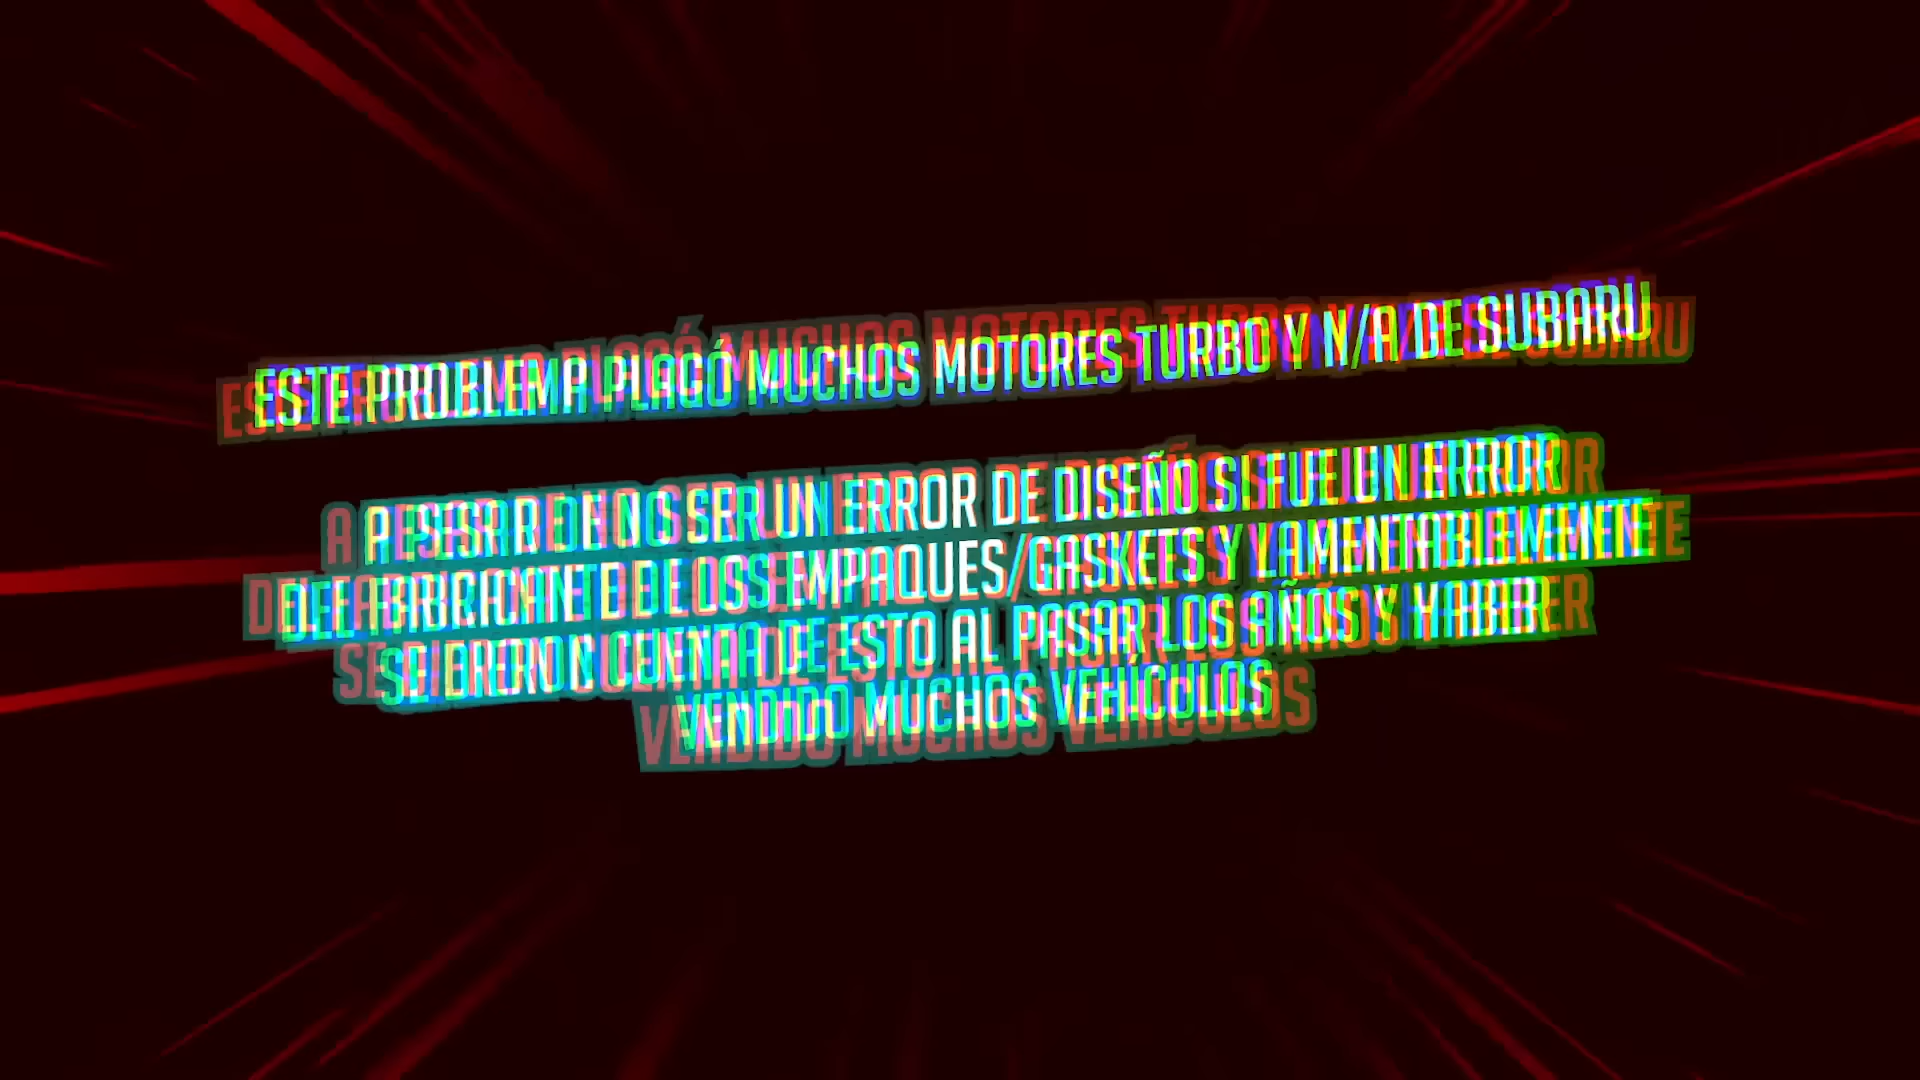 ESTE PROBLEMA PLAGÓ MUCHOS MOTORES TURBO Y N/A DE SUBARU
A PESAR DE NO SER UN ERROR DE DISEÑO SI FUE UN ERROR
DEL FABRICANTE DE LOS EMPAQUES/GASKETS Y LAMENTABLEMENTE
SE DIERON CUENTA DE ESTO AL PASAR LOS AÑOS Y YA HABER
VENDIDO MUCHOS VEHÍCULOS